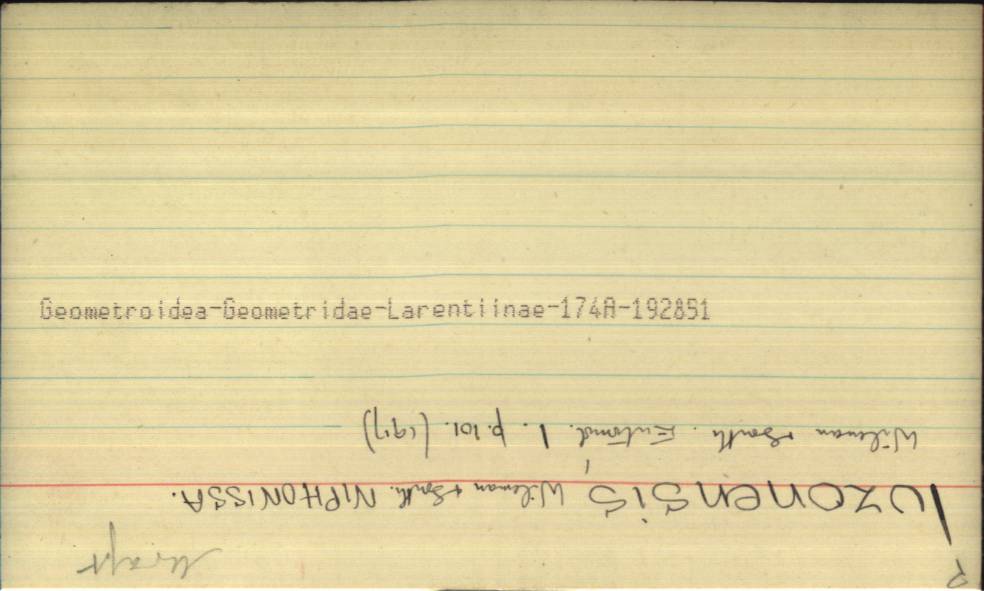 Geometroidea-Geometridae-Larentiinae-174A-192851
luzonensis Wileman & South. NIPHONISSA.
Wileman & South. Entomol. p. 101. (1917)